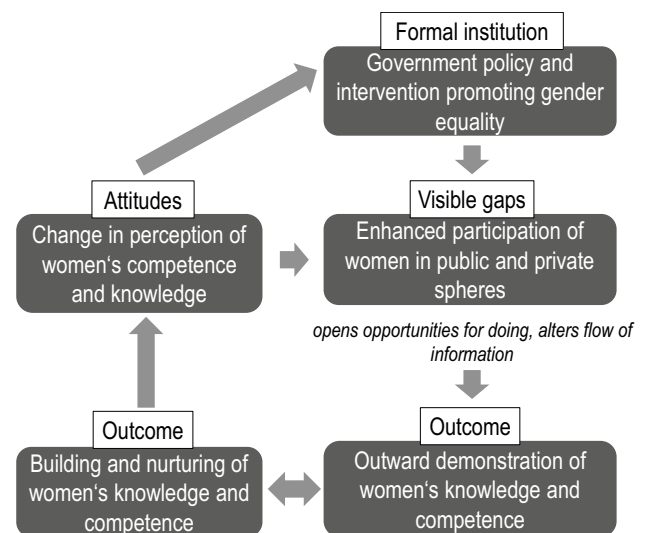 Formal institution
Government policy and
intervention promoting gender
equality
Attitudes
Change in perception of
women‘s competence
and knowledge
Visible gaps
Enhanced participation of
women in public and private
spheres
opens opportunities for doing, alters flow of
information
Outcome
Building and nurturing of
women‘s knowledge and
competence
Outcome
Outward demonstration of
women‘s knowledge and
competence